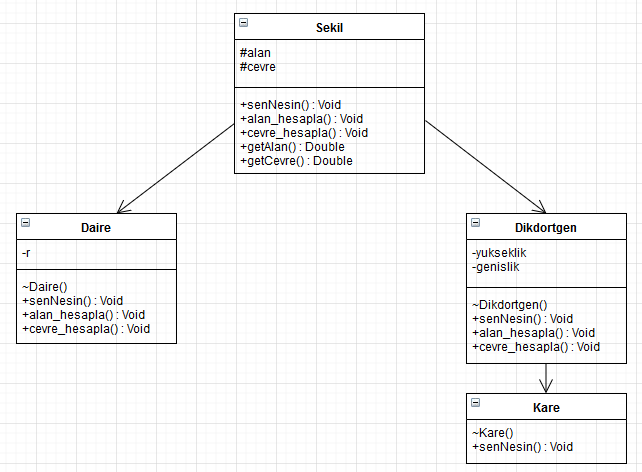 Sekil
#alan
#cevre
+senNesin() : Void
+alan_hesapla() : Void
+cevre_hesapla() : Void
+getAlan() : Double
+getCevre() : Double
Daire
-r
~Daire()
+senNesin() : Void
+alan_hesapla() : Void
+cevre_hesapla() : Void
Dikdortgen
-yukseklik
-genislik
~Dikdortgen()
+senNesin() : Void
+alan_hesapla() : Void
+cevre_hesapla() : Void
Kare
~Kare()
+senNesin() : Void